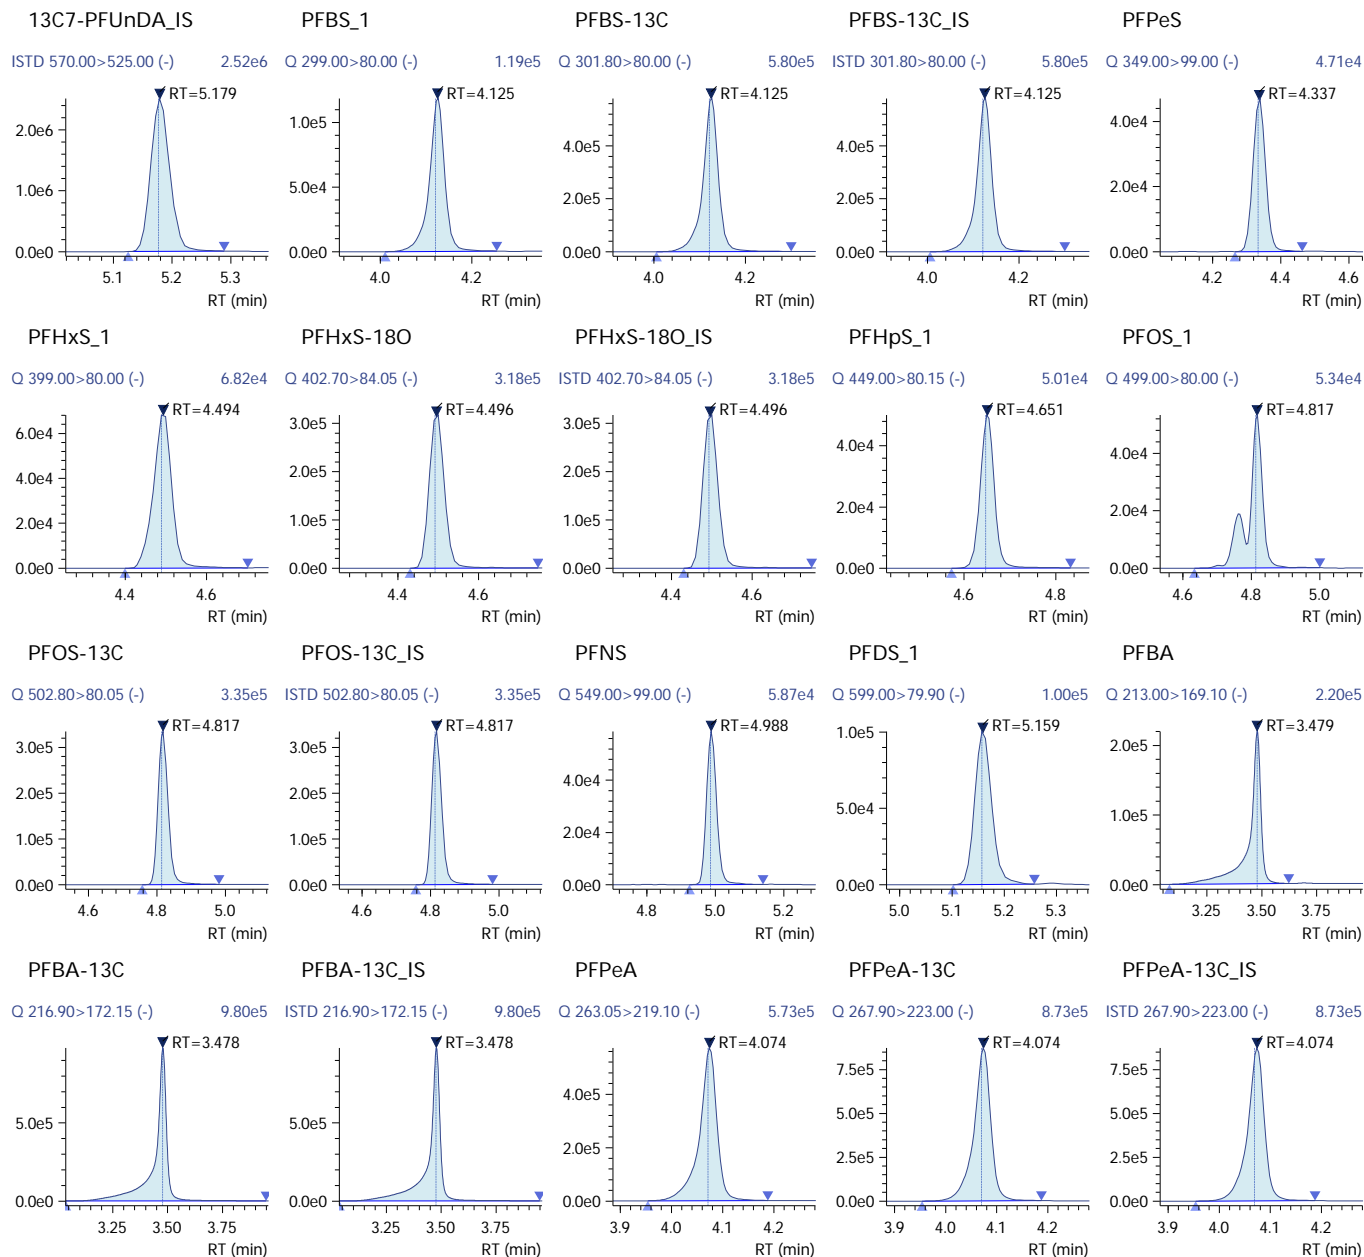 13C7-PFUnDA_IS PFBS_1 PFBS-13C PFBS-13C_IS PFPeS
ISTD 570.00>525.00 (-) 2.52e6 Q 299.00>80.00 (-) 1.19e5 Q 301.80>80.00 (-) 5.80e5 ISTD 301.80>80.00 (-) 5.80e5 Q 349.00>99.00 (-) 4.71e4
RT=5.179 RT=4.125 RT=4.125 RT=4.125 RT=4.337
2.0e6 1.0e5 4.0e5 4.0e5 4.0e4
1.0e6 5.0e4 2.0e5 2.0e5 2.0e4
0.0e0 0.0e0 0.0e0 0.0e0 0.0e0
5.1 5.2 5.3 4.0 4.2 4.0 4.2 4.0 4.2 4.2 4.4 4.6
RT (min) RT (min) RT (min) RT (min) RT (min)
PFHxS_1 PFHxS-18O PFHxS-18O_IS PFHpS_1 PFOS_1
Q 399.00>80.00 (-) 6.82e4 Q 402.70>84.05 (-) 3.18e5 ISTD 402.70>84.05 (-) 3.18e5 Q 449.00>80.15 (-) 5.01e4 Q 499.00>80.00 (-) 5.34e4
RT=4.494 RT=4.496 RT=4.496 RT=4.651 RT=4.817
6.0e4 3.0e5 3.0e5 4.0e4 4.0e4
4.0e4 2.0e5 2.0e5 2.0e4 2.0e4
2.0e4 1.0e5 1.0e5
0.0e0 0.0e0 0.0e0 0.0e0 0.0e0
4.4 4.6 4.4 4.6 4.4 4.6 4.6 4.8 4.6 4.8 5.0
RT (min) RT (min) RT (min) RT (min) RT (min)
PFOS-13C PFOS-13C_IS PFNS PFDS_1 PFBA
Q 502.80>80.05 (-) 3.35e5 ISTD 502.80>80.05 (-) 3.35e5 Q 549.00>99.00 (-) 5.87e4 Q 599.00>79.90 (-) 1.00e5 Q 213.00>169.10 (-) 2.20e5
RT=4.817 RT=4.817 RT=4.988 RT=5.159 RT=3.479
3.0e5 3.0e5 4.0e4 1.0e5 2.0e5
2.0e5 2.0e5 2.0e4 5.0e4 1.0e5
1.0e5 1.0e5
0.0e0 0.0e0 0.0e0 0.0e0 0.0e0
4.6 4.8 5.0 4.6 4.8 5.0 4.8 5.0 5.2 5.0 5.1 5.2 5.3 3.25 3.50 3.75
RT (min) RT (min) RT (min) RT (min) RT (min)
PFBA-13C PFBA-13C_IS PFPeA PFPeA-13C PFPeA-13C_IS
Q 216.90>172.15 (-) 9.80e5 ISTD 216.90>172.15 (-) 9.80e5 Q 263.05>219.10 (-) 5.73e5 Q 267.90>223.00 (-) 8.73e5 ISTD 267.90>223.00 (-) 8.73e5
RT=3.478 RT=3.478 RT=4.074 RT=4.074 RT=4.074
5.0e5 5.0e5 4.0e5 7.5e5 7.5e5
2.0e5 5.0e5 5.0e5
2.5e5 2.5e5
0.0e0 0.0e0 0.0e0 0.0e0 0.0e0
3.25 3.50 3.75 3.25 3.50 3.75 3.9 4.0 4.1 4.2 3.9 4.0 4.1 4.2 3.9 4.0 4.1 4.2
RT (min) RT (min) RT (min) RT (min) RT (min)